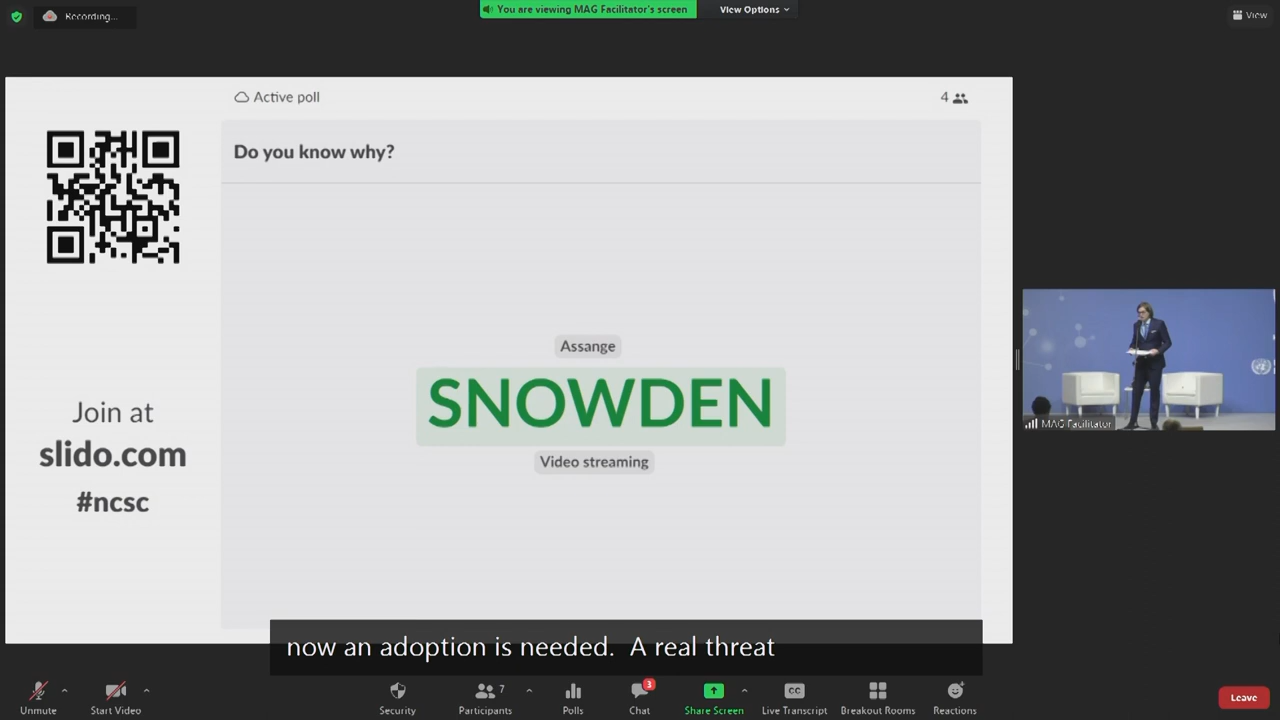 Recording...
You are viewing MAG Facilitator's screen
View Options
View
Active poll
4
Do you know why?
Assange
SNOWDEN
Video streaming
Join at
slido.com
#ncsc
MAG Facilitator
now an adoption is needed. A real threat
Unmute
Start Video
Security
Participants
7
Polls
Chat
3
Share Screen
CC
Live Transcript
Breakout Rooms
Reactions
Leave